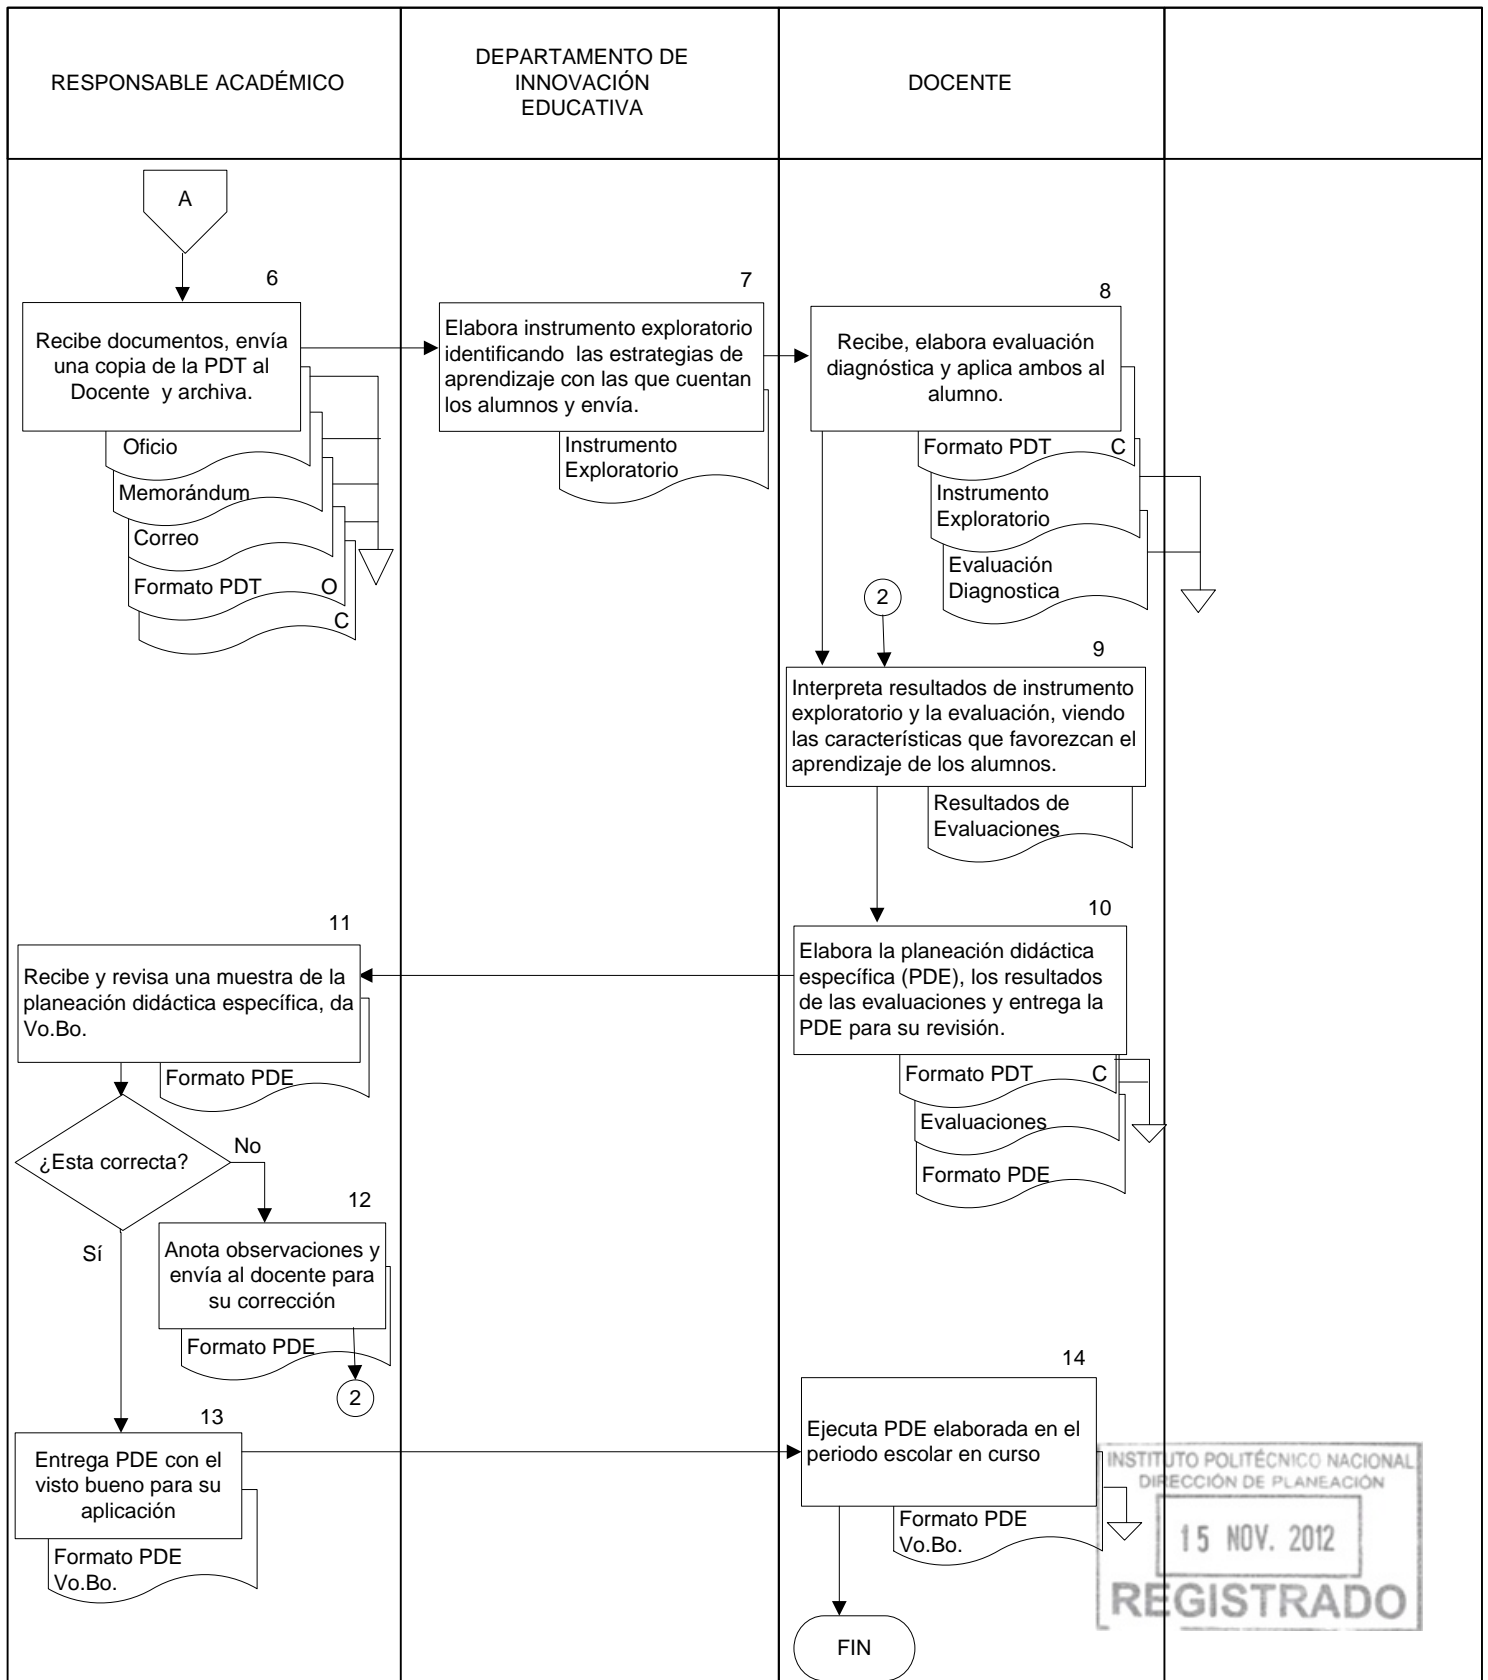 RESPONSABLE ACADÉMICO
DEPARTAMENTO DE
INNOVACIÓN
EDUCATIVA
DOCENTE
A
6
Recibe documentos, envía
una copia de la PDT al
Docente y archiva.
Oficio
Memorándum
Correo
Formato PDT O
C
7
Elabora instrumento exploratorio
identificando las estrategias de
aprendizaje con las que cuentan
los alumnos y envía.
Instrumento
Exploratorio
8
Recibe, elabora evaluación
diagnóstica y aplica ambos al
alumno.
Formato PDT C
Instrumento
Exploratorio
Evaluación
Diagnostica
2
9
Interpreta resultados de instrumento
exploratorio y la evaluación, viendo
las características que favorezcan el
aprendizaje de los alumnos.
Resultados de
Evaluaciones
10
Elabora la planeación didáctica
específica (PDE), los resultados
de las evaluaciones y entrega la
PDE para su revisión.
Formato PDT C
Evaluaciones
Formato PDE
11
Recibe y revisa una muestra de la
planeación didáctica específica, da
Vo.Bo.
Formato PDE
¿Esta correcta?
No
Sí
12
Anota observaciones y
envía al docente para
su corrección
Formato PDE
2
13
Entrega PDE con el
visto bueno para su
aplicación
Formato PDE
Vo.Bo.
14
Ejecuta PDE elaborada en el
periodo escolar en curso
Formato PDE
Vo.Bo.
FIN
INSTITUTO POLITÉCNICO NACIONAL
DIRECCIÓN DE PLANEACIÓN
15 NOV. 2012
REGISTRADO